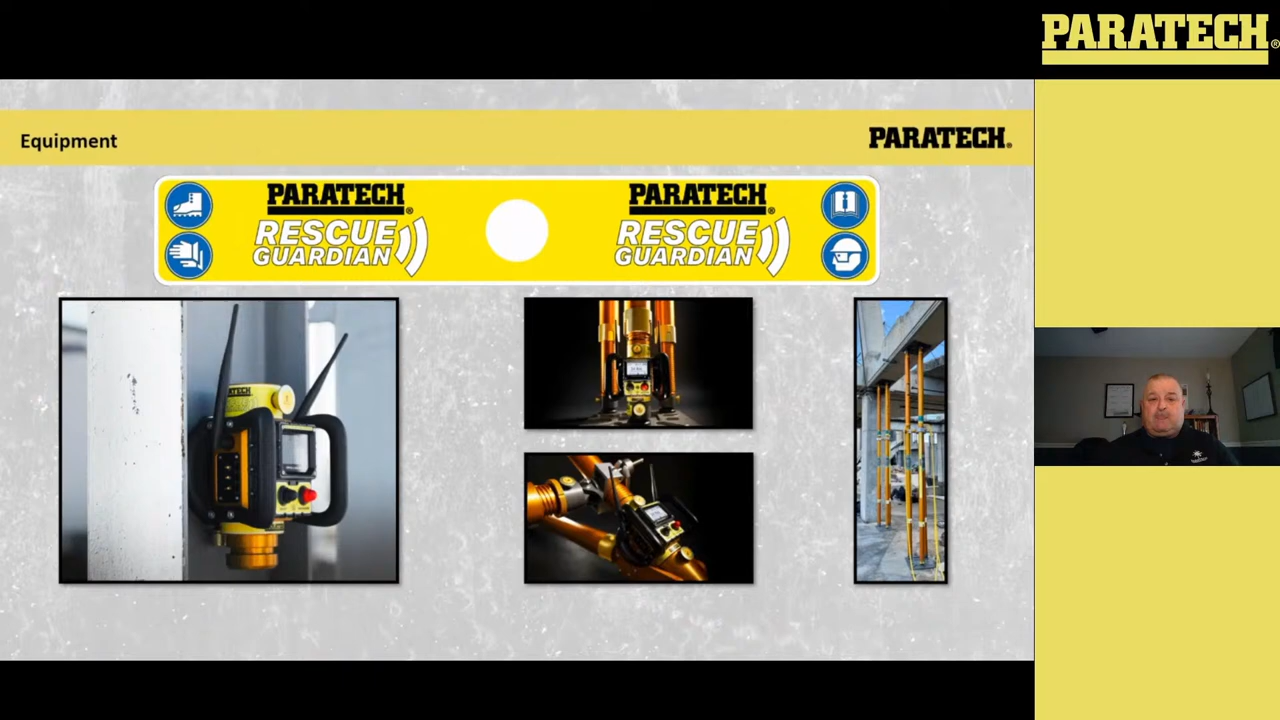 PARATECH®
Equipment
PARATECH®
PARATECH®
RESCUE
GUARDIAN
PARATECH®
RESCUE
GUARDIAN